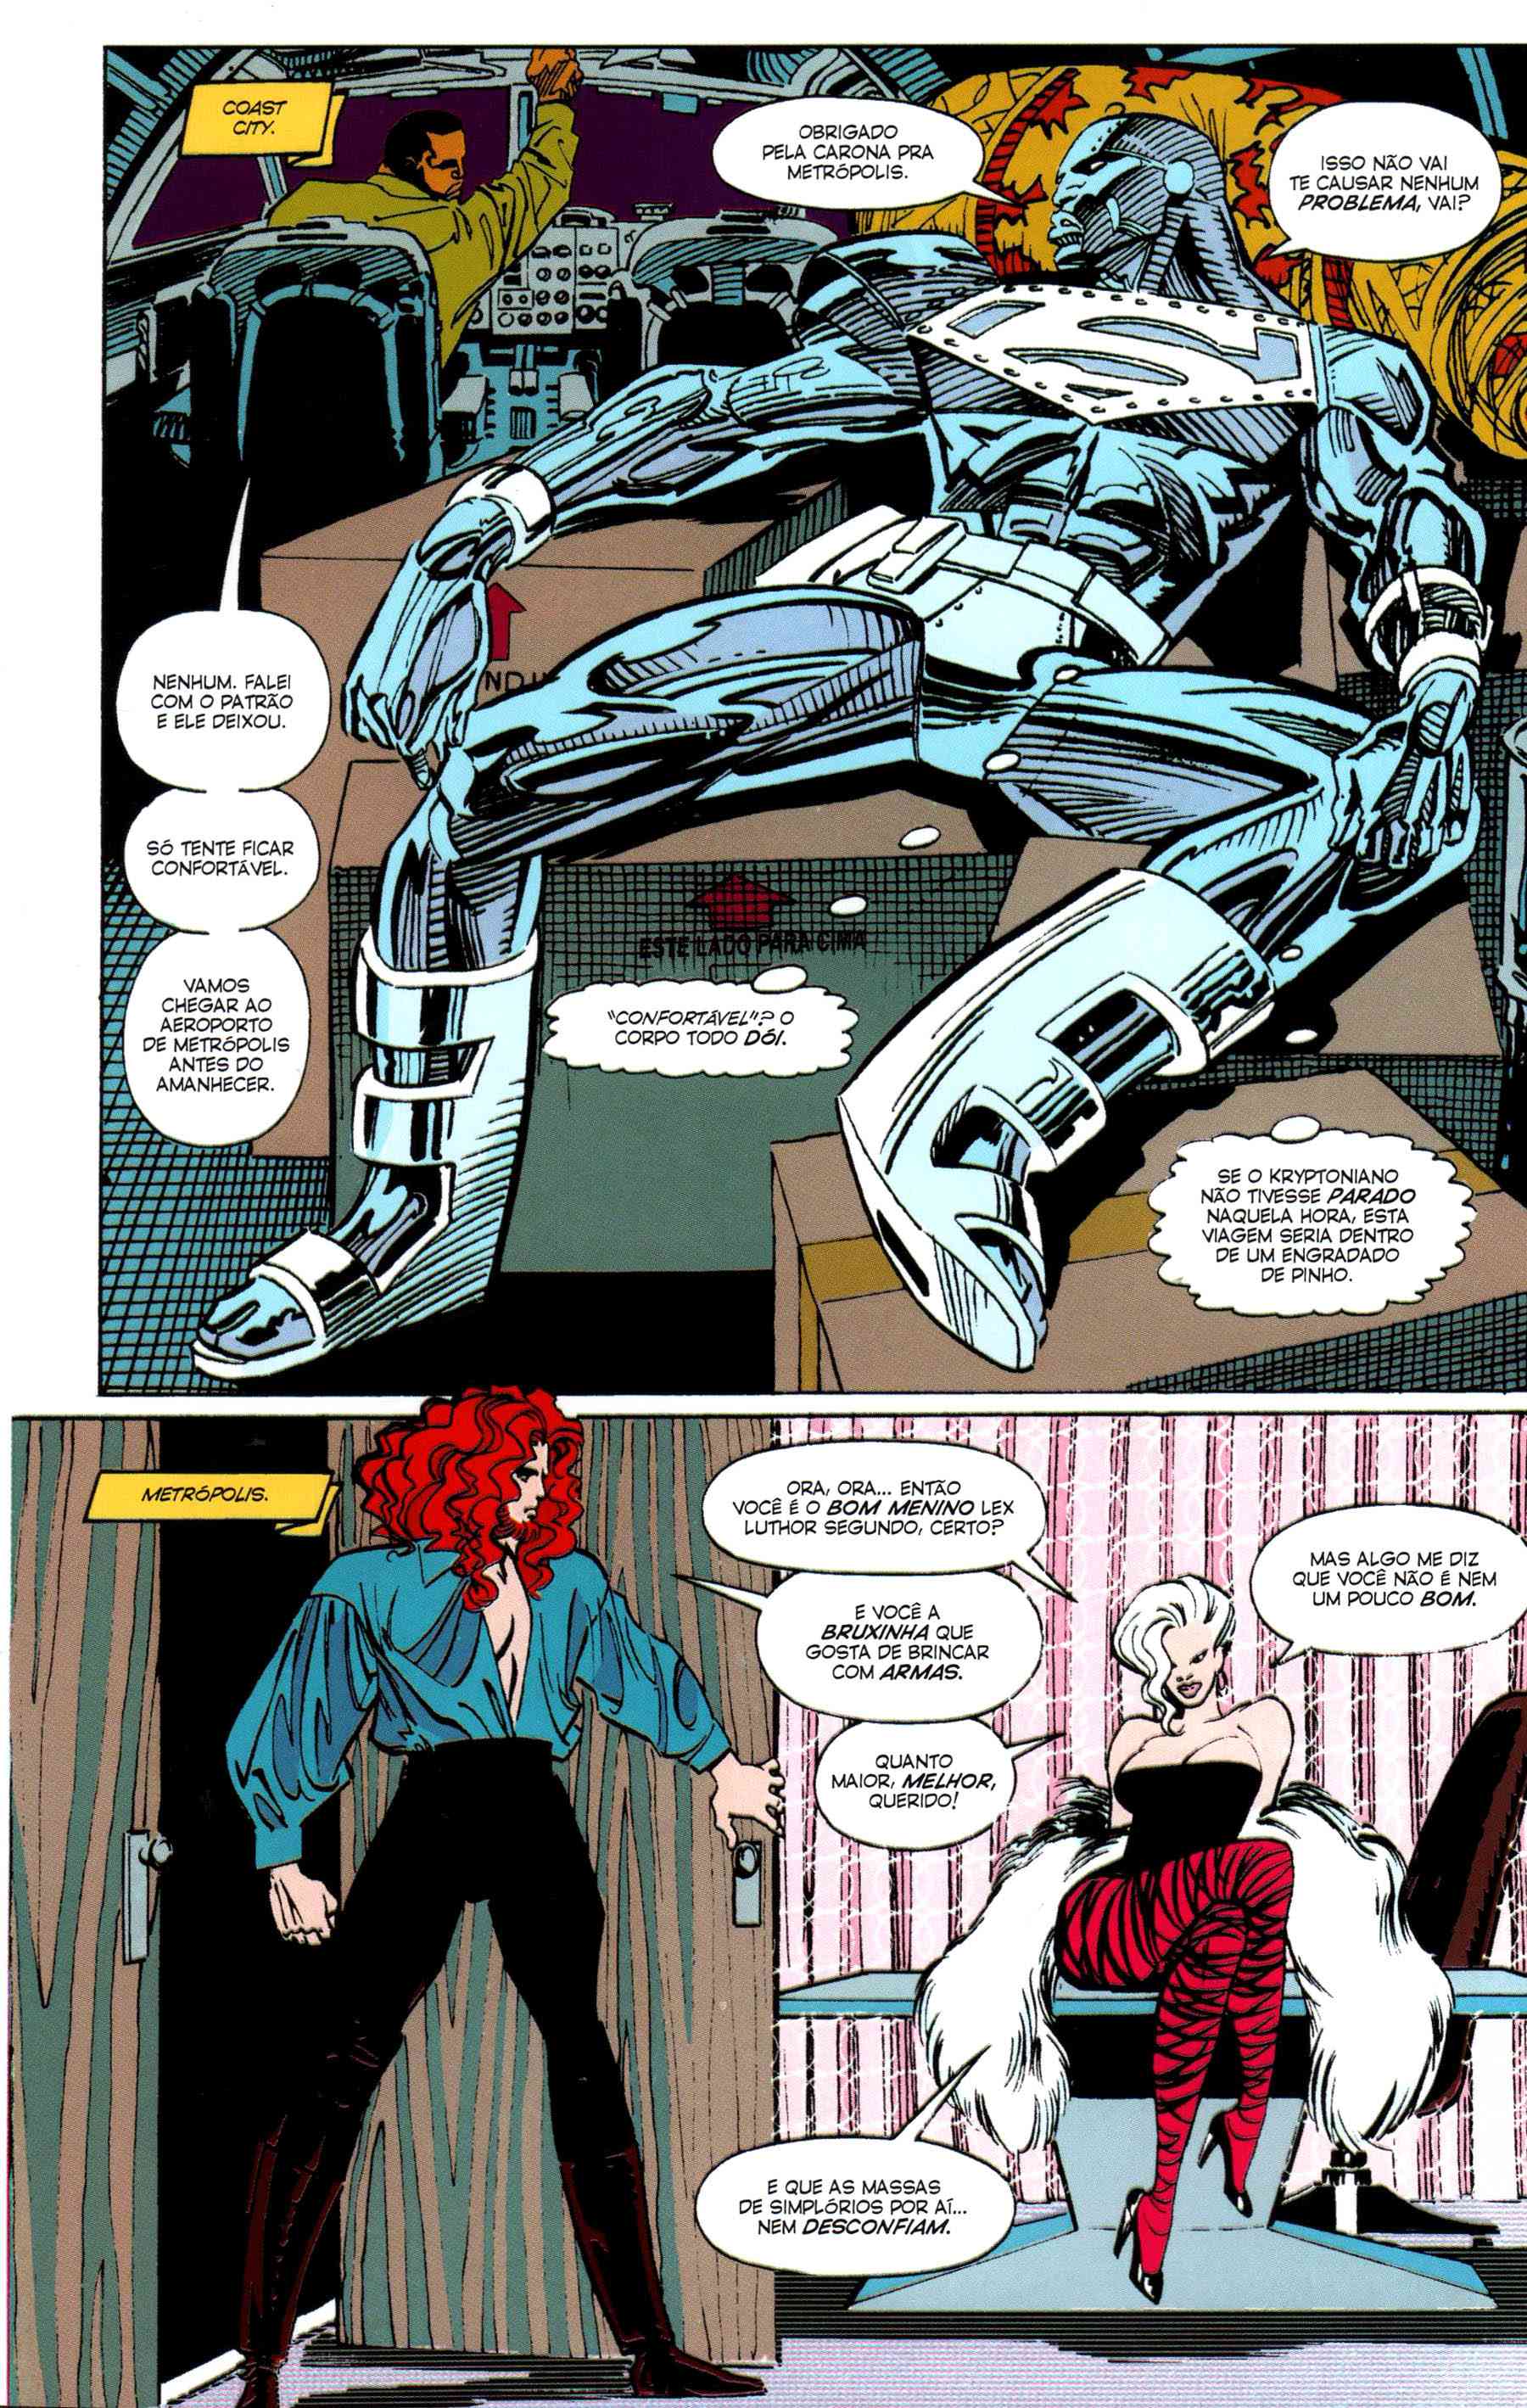 COAST
CITY.
OBRIGADO
PELA CARONA PRA
METRÓPOLIS.
ISSO NÃO VAI
TE CAUSAR NENHUM
PROBLEMA, VAI?
NENHUM. FALEI
COM O PATRÃO
E ELE DEIXOU.
SÓ TENTE FICAR
CONFORTÁVEL.
VAMOS
CHEGAR AO
AEROPORTO
DE METRÓPOLIS
ANTES DO
AMANHECER.
ESTE LADO PARA CIMA
"CONFORTÁVEL"? O
CORPO TODO DÓI.
SE O KRYPTONIANO
NÃO TIVESSE PARADO
NAQUELA HORA, ESTA
VIAGEM SERIA DENTRO
DE UM ENGRADADO
DE PINHO.
METRÓPOLIS.
ORA, ORA... ENTÃO
VOCÊ É O BOM MENINO LEX
LUTHOR SEGUNDO, CERTO?
E VOCÊ A
BRUXINHA QUE
GOSTA DE BRINCAR
COM ARMAS.
QUANTO
MAIOR, MELHOR,
QUERIDO!
MAS ALGO ME DIZ
QUE VOCÊ NÃO É NEM
UM POUCO BOM.
E QUE AS MASSAS
DE SIMPLÓRIOS POR AÍ...
NEM DESCONFIAM.